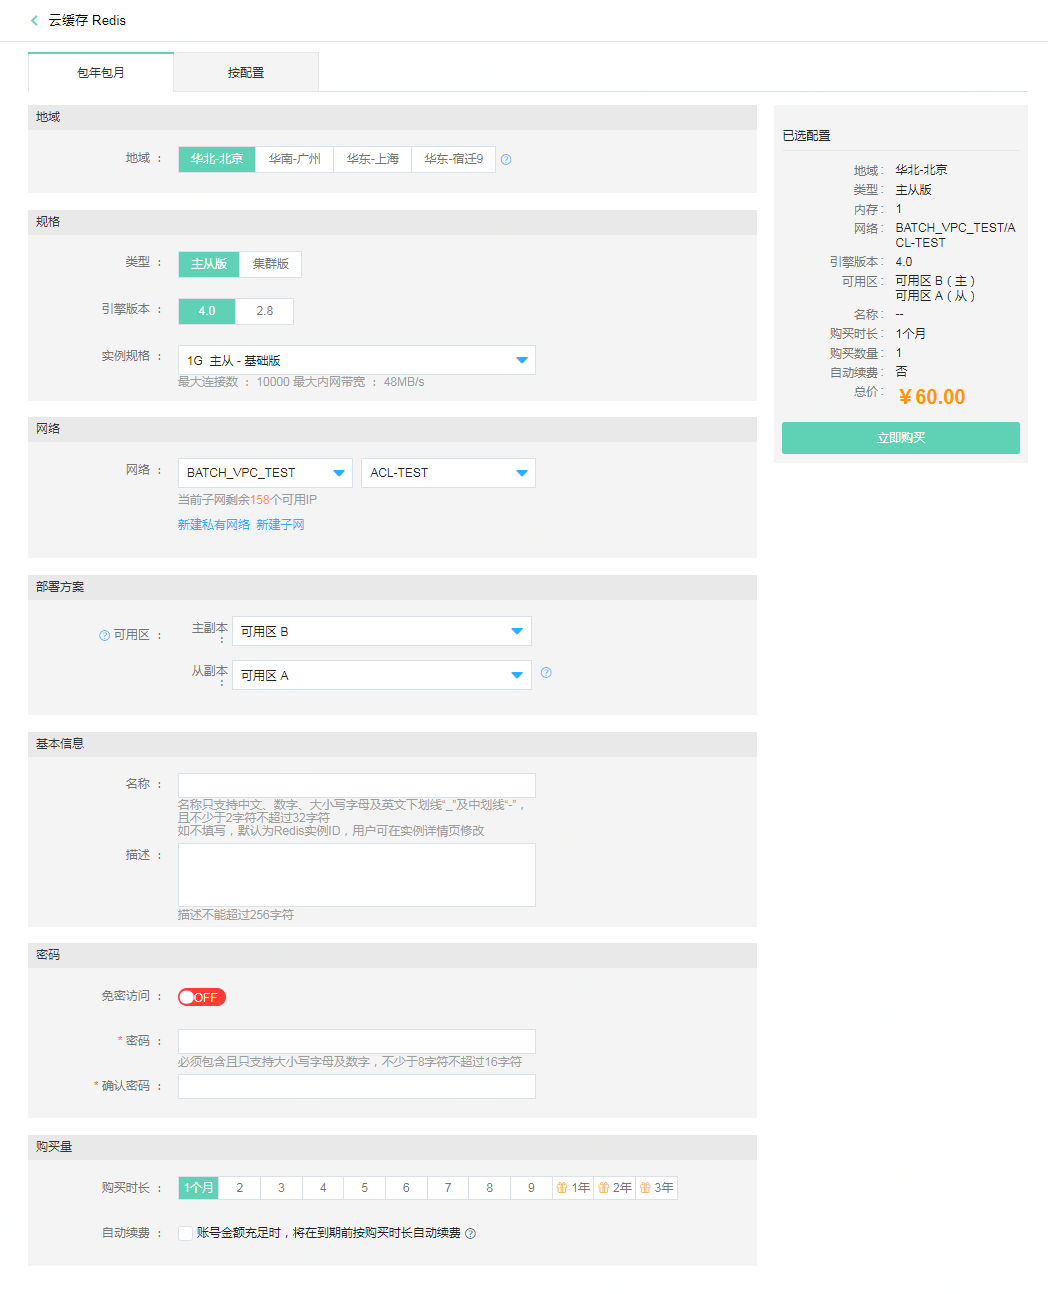 云缓存 Redis
包年包月 按配置
地域
地域 ： 华北-北京 华南-广州 华东-上海 华东-宿迁9
规格
类型 ： 主从版 集群版
引擎版本 ： 4.0 2.8
实例规格 ： 1G 主从 - 基础版
最大连接数 ： 10000 最大内网带宽 ： 48MB/s
网络
网络 ： BATCH_VPC_TEST ACL-TEST
当前子网剩余158个可用IP
新建私有网络 新建子网
部署方案
可用区 ： 主副本 ： 可用区 B
从副本 ： 可用区 A
基本信息
名称 ：
名称只支持中文、数字、大小写字母及英文下划线“_”及中划线“-”，
且不少于2字符不超过32字符
如不填写，默认为Redis实例ID，用户可在实例详情页修改
描述 ：
描述不能超过256字符
密码
免密访问 ： OFF
* 密码 ：
必须包含且只支持大小写字母及数字，不少于8字符不超过16字符
* 确认密码 ：
购买量
购买时长 ： 1个月 2 3 4 5 6 7 8 9 1年 2年 3年
自动续费 ： 账号金额充足时，将在到期前按购买时长自动续费
已选配置
地域： 华北-北京
类型： 主从版
内存： 1
网络： BATCH_VPC_TEST/A
CL-TEST
引擎版本： 4.0
可用区： 可用区 B（主）
可用区 A（从）
名称： --
购买时长： 1个月
购买数量： 1
自动续费： 否
总价： ￥60.00
立即购买